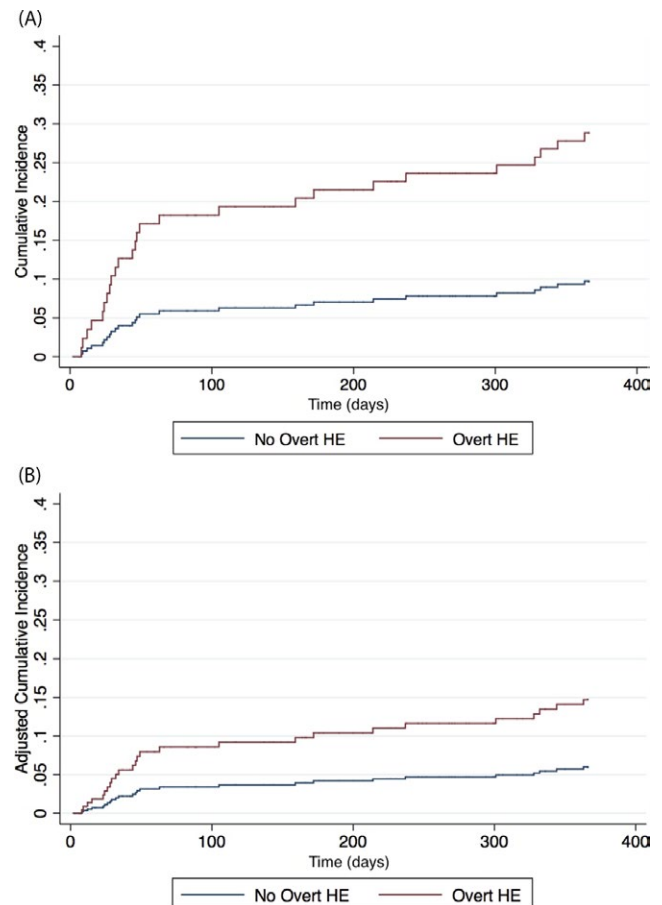 (A)
Cumulative Incidence
.4
.35
.3
.25
.2
.15
.1
.05
0
0 100 200 300 400
Time (days)
No Overt HE Overt HE
(B)
Adjusted Cumulative Incidence
.4
.35
.3
.25
.2
.15
.1
.05
0
0 100 200 300 400
Time (days)
No Overt HE Overt HE